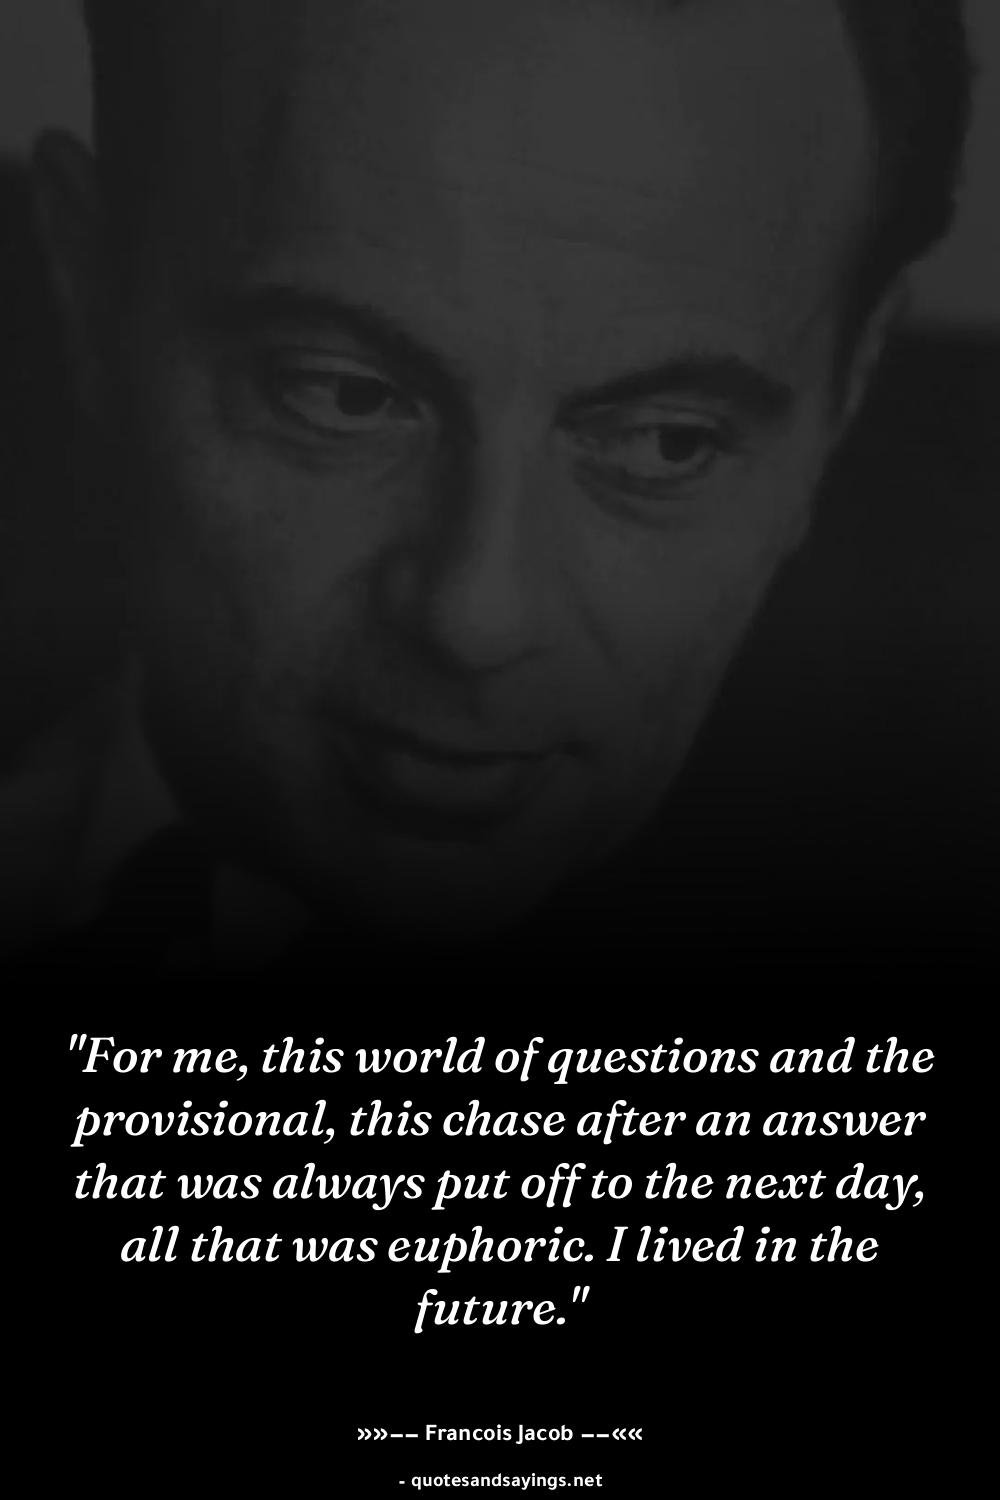 "For me, this world of questions and the
provisional, this chase after an answer
that was always put off to the next day,
all that was euphoric. I lived in the
future."
»»–– Francois Jacob ––««
- quotesandsayings.net